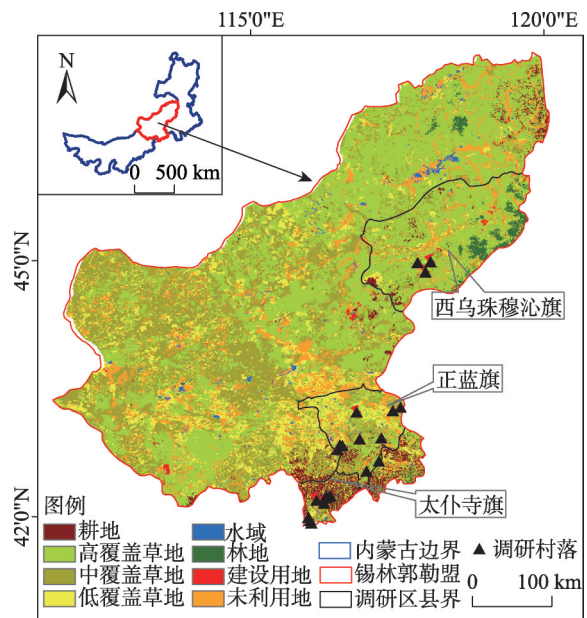 115°0'0"E 120°0'0"E
N
0 500 km
45°0'0"N
西乌珠穆沁旗
正蓝旗
太仆寺旗
42°0'0"N
图例
耕地 水域
高覆盖草地 林地 内蒙古边界 调研村落
中覆盖草地 建设用地 锡林郭勒盟
低覆盖草地 未利用地 调研区县界 0 100 km